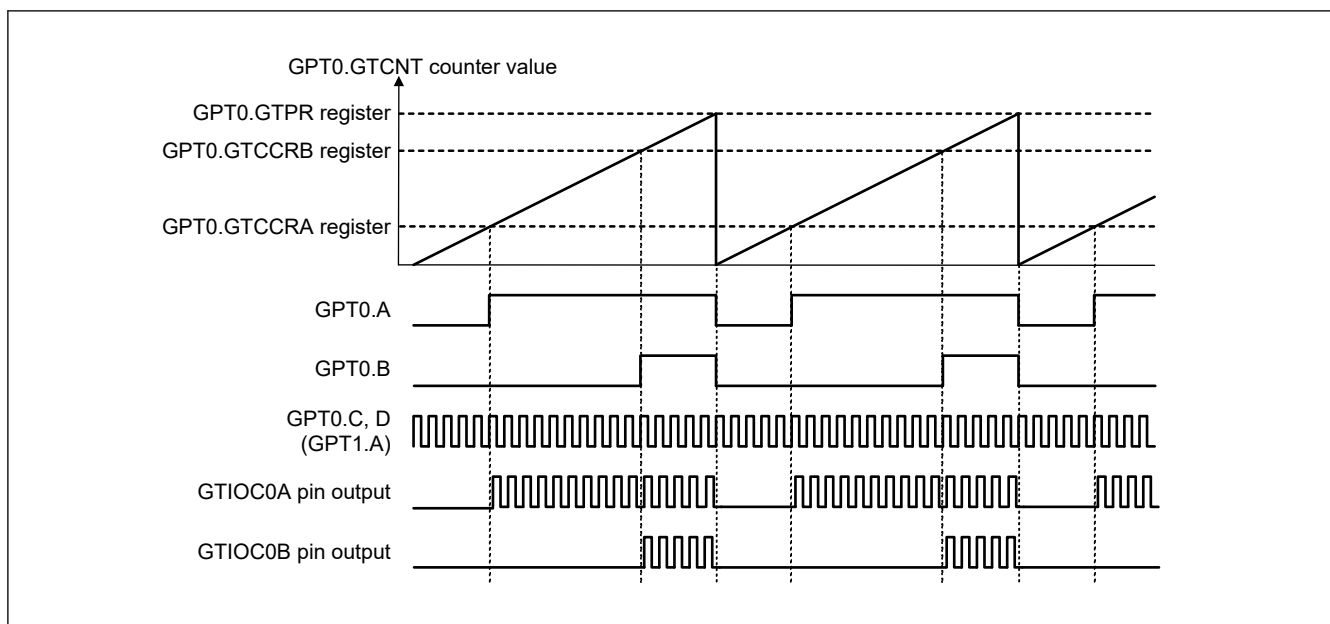 GPT0.GTCNT counter value
GPT0.GTPR register
GPT0.GTCCRB register
GPT0.GTCCRA register
GPT0.A
GPT0.B
GPT0.C, D
(GPT1.A)
GTIOC0A pin output
GTIOC0B pin output